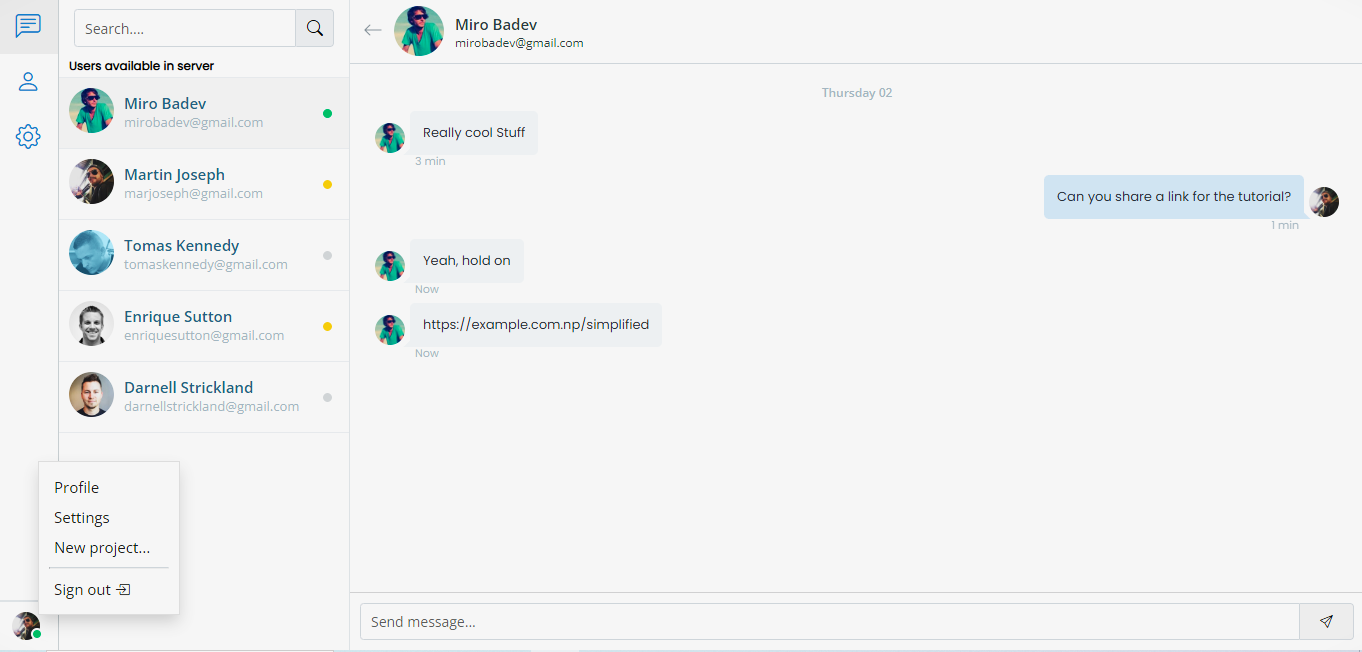 Search....
Users available in server
Miro Badev
mirobadev@gmail.com
Martin Joseph
marjoseph@gmail.com
Tomas Kennedy
tomaskennedy@gmail.com
Enrique Sutton
enriquesutton@gmail.com
Darnell Strickland
darnellstrickland@gmail.com
Profile
Settings
New project...
Sign out
Miro Badev
mirobadev@gmail.com
Thursday 02
Really cool Stuff
3 min
Can you share a link for the tutorial?
1 min
Yeah, hold on
Now
https://example.com.np/simplified
Now
Send message...